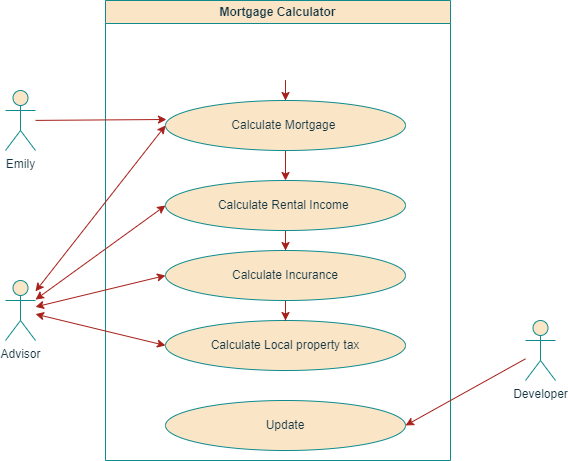 Mortgage Calculator
Calculate Mortgage
Emily
Calculate Rental Income
Calculate Incurance
Advisor
Calculate Local property tax
Developer
Update